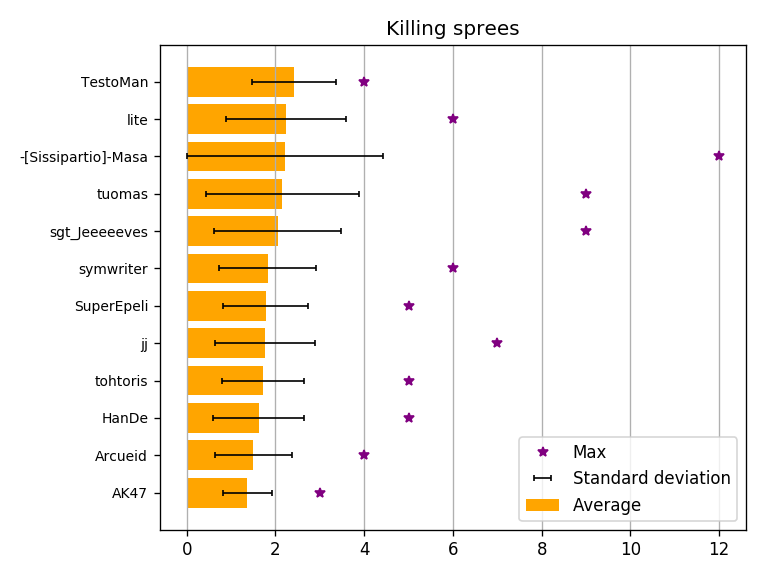 Killing sprees
TestoMan
lite
-[Sissipartio]-Masa
tuomas
sgt_Jeeeeeves
symwriter
SuperEpeli
jj
tohtoris
HanDe
Arcueid
AK47
Max
Standard deviation
Average
0 2 4 6 8 10 12